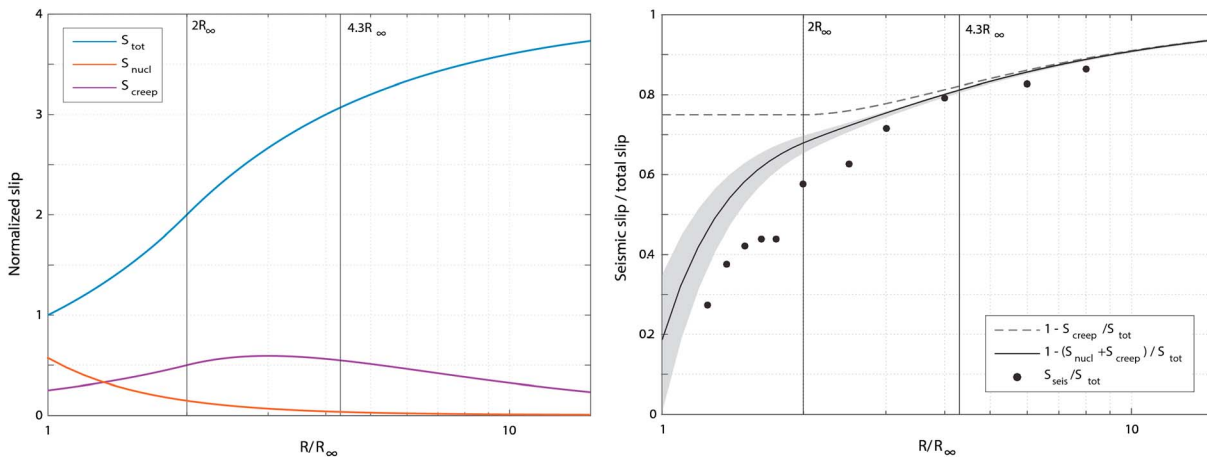 4
3
2
1
0
Normalized slip
S tot
S nucl
S creep
2R∞
4.3R ∞
1
10
R/R∞
1
0.8
0.6
0.4
0.2
0
Seismic slip / total slip
2R∞
4.3R ∞
1 - S creep /S tot
1 - (S nucl +S creep ) / S tot
S seis /S tot
1
10
R/R∞